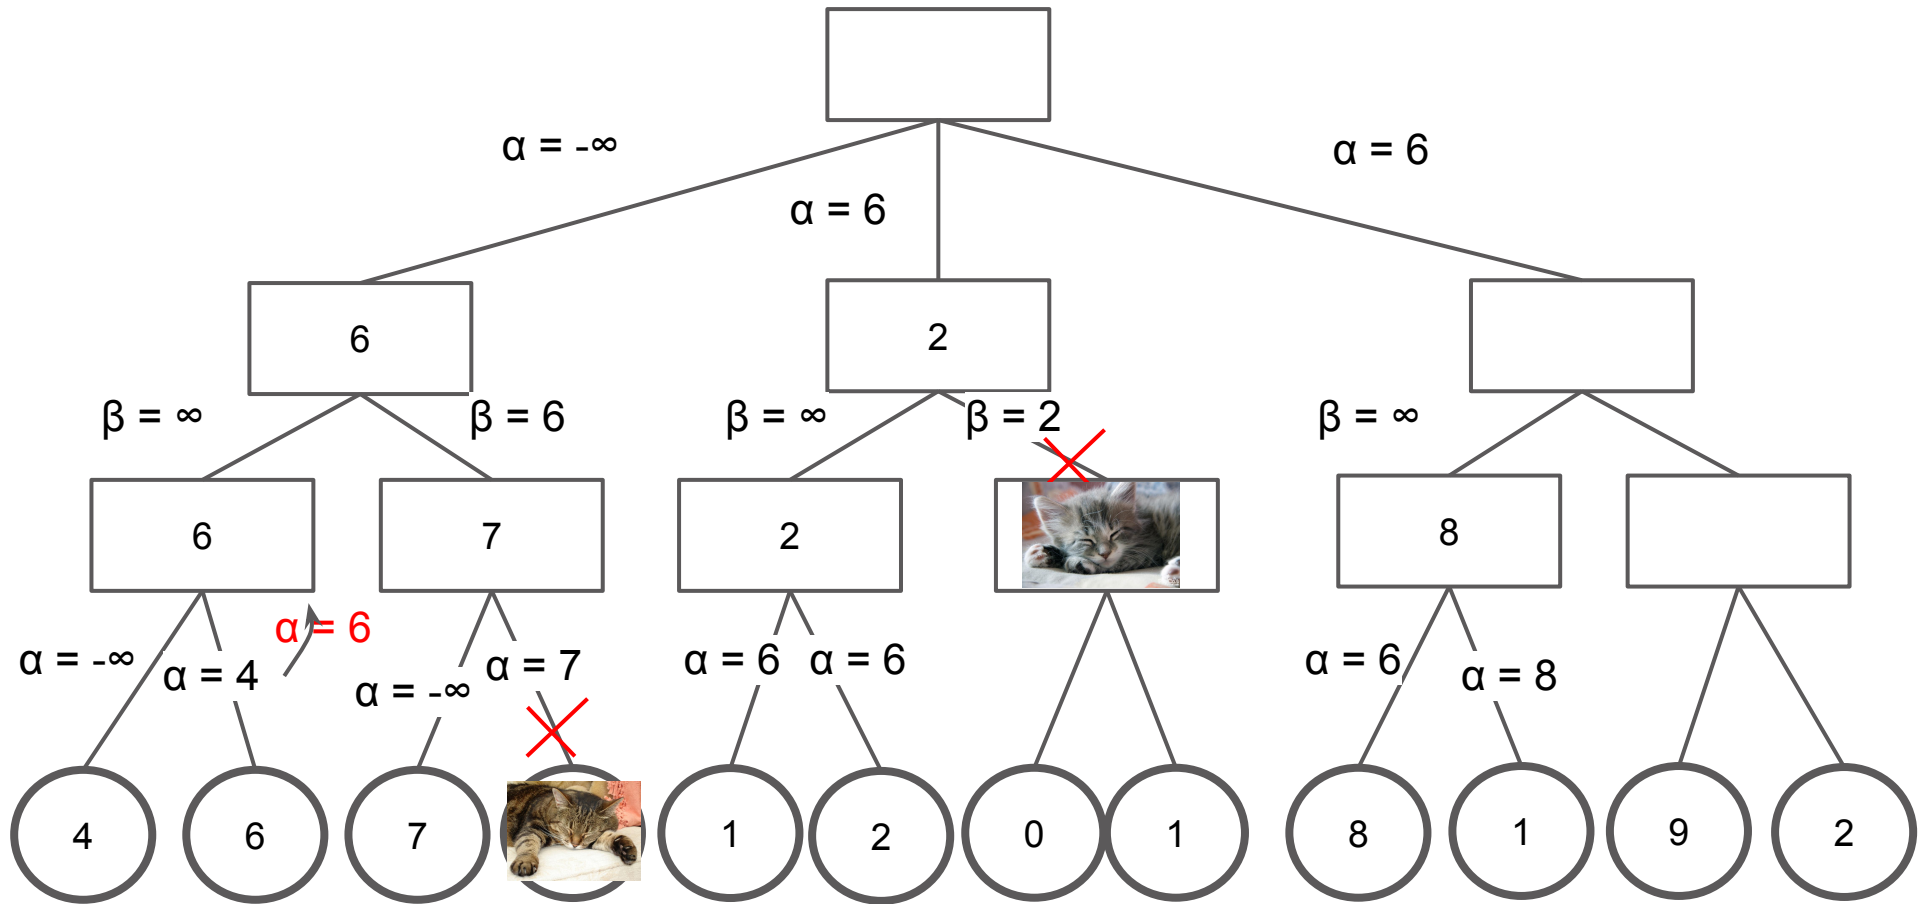 α = -∞
α = 6
α = 6
6
2
β = ∞
β = 6
β = ∞
β = 2
β = ∞
6
7
2
8
α = 6
α = -∞
α = 4
α = -∞
α = 7
α = 6
α = 6
α = 6
α = 8
4
6
7
1
2
0
1
8
1
9
2